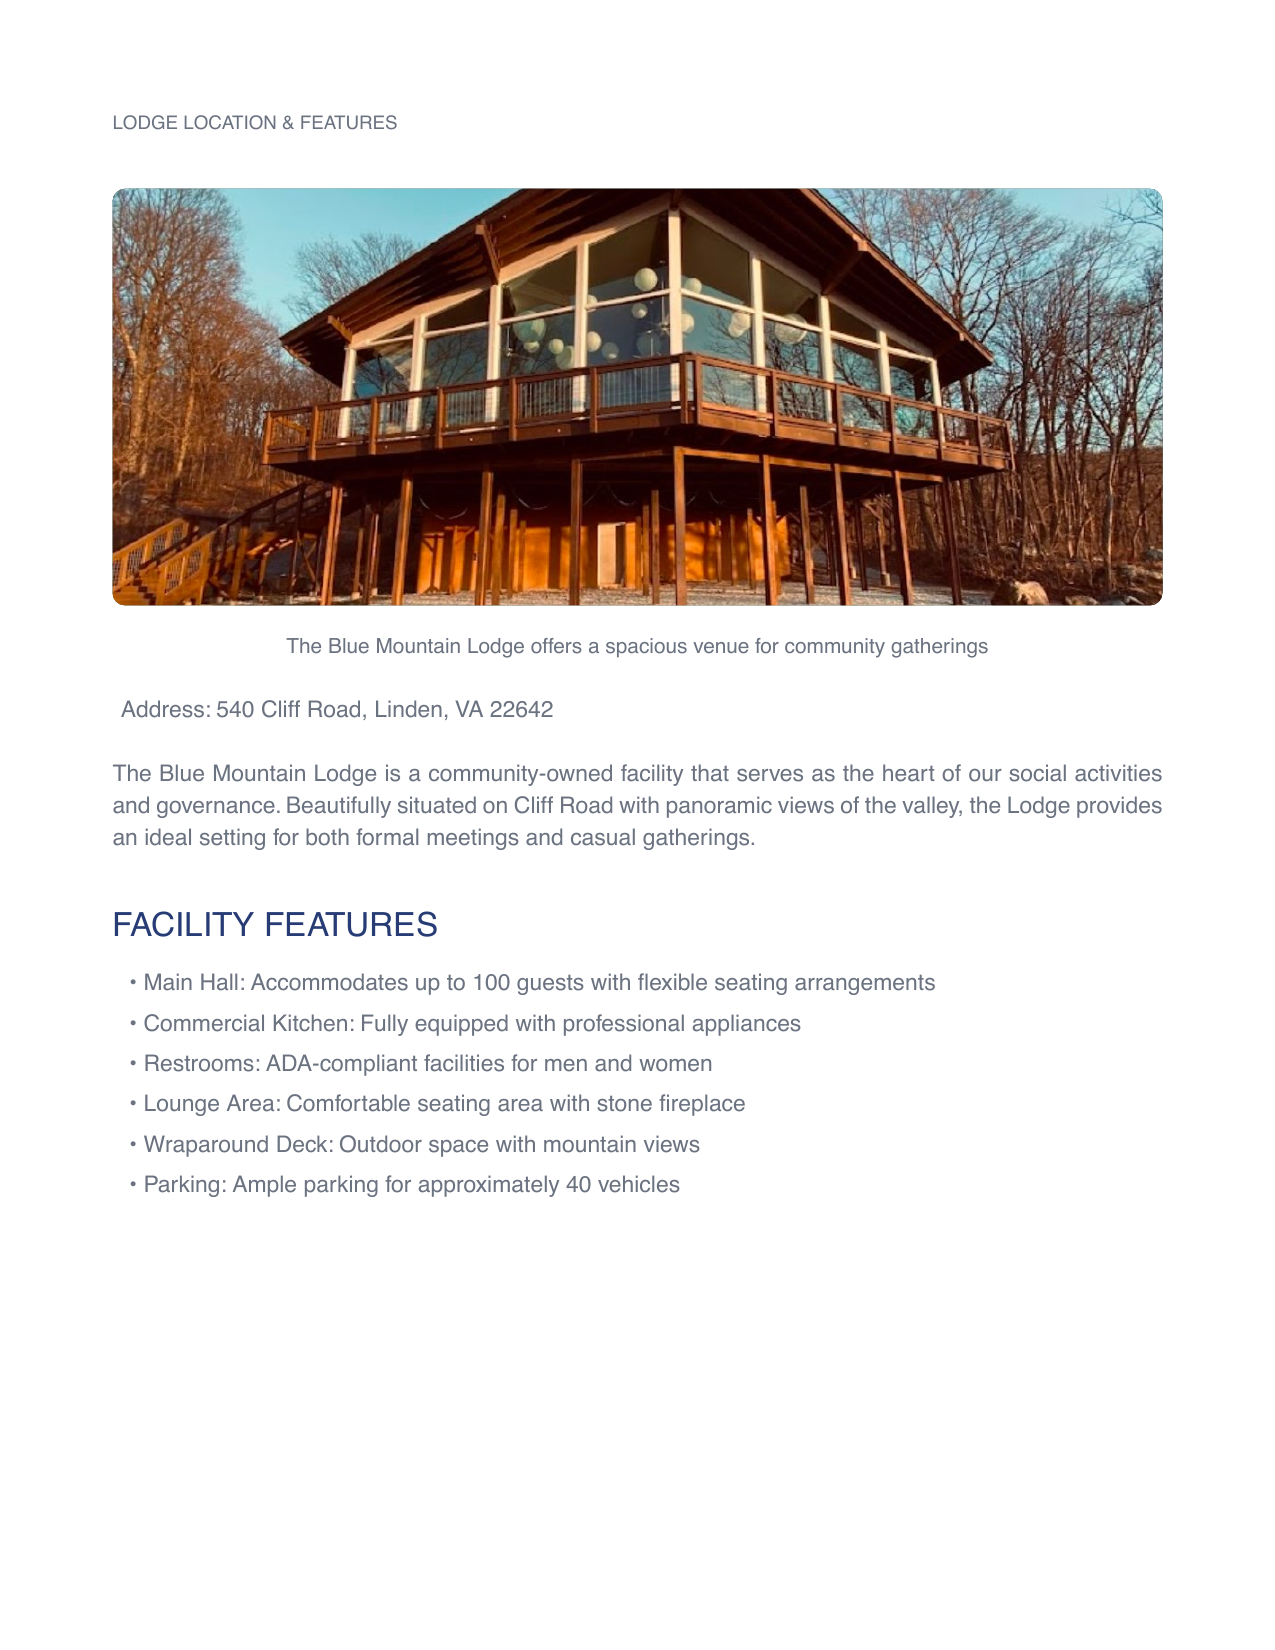 LODGE LOCATION & FEATURES
The Blue Mountain Lodge offers a spacious venue for community gatherings
Address: 540 Cliff Road, Linden, VA 22642
The Blue Mountain Lodge is a community-owned facility that serves as the heart of our social activities
and governance. Beautifully situated on Cliff Road with panoramic views of the valley, the Lodge provides
an ideal setting for both formal meetings and casual gatherings.
FACILITY FEATURES
• Main Hall: Accommodates up to 100 guests with flexible seating arrangements
• Commercial Kitchen: Fully equipped with professional appliances
• Restrooms: ADA-compliant facilities for men and women
• Lounge Area: Comfortable seating area with stone fireplace
• Wraparound Deck: Outdoor space with mountain views
• Parking: Ample parking for approximately 40 vehicles